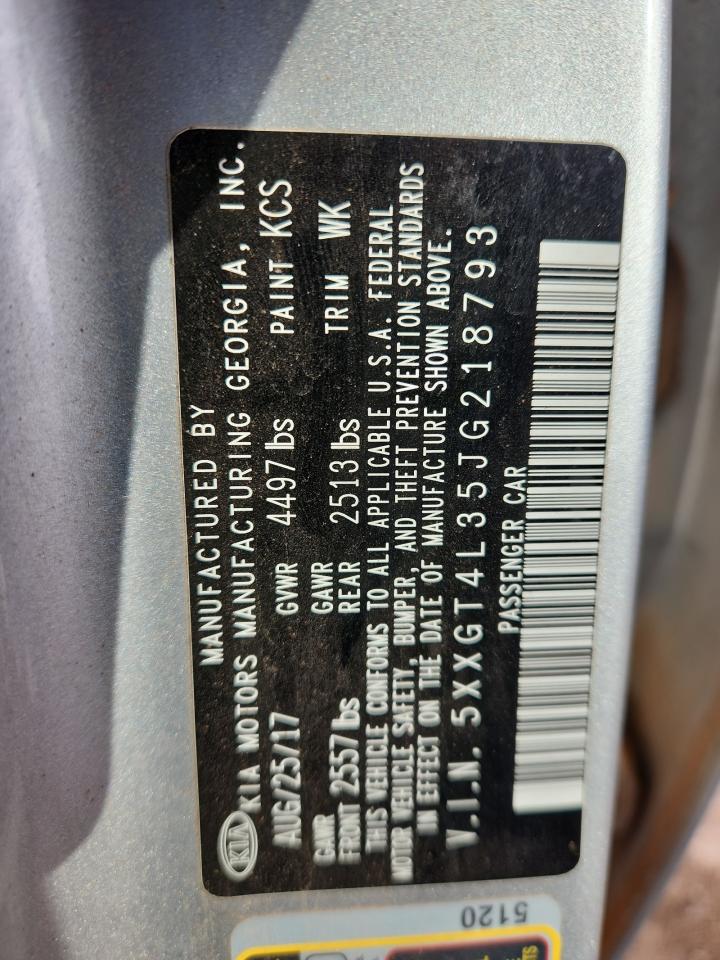 MANUFACTURED BY
KIA KIA MOTORS MANUFACTURING GEORGIA, INC.
AUG/25/17 GVWR 4497 lbs PAINT KCS
GAWR FRONT 2557 lbs GAWR REAR 2513 lbs TRIM WK
THIS VEHICLE CONFORMS TO ALL APPLICABLE U.S.A. FEDERAL
MOTOR VEHICLE SAFETY, BUMPER, AND THEFT PREVENTION STANDARDS
IN EFFECT ON THE DATE OF MANUFACTURE SHOWN ABOVE.
V.I.N. 5XXGT4L35JG218793
PASSENGER CAR
5120